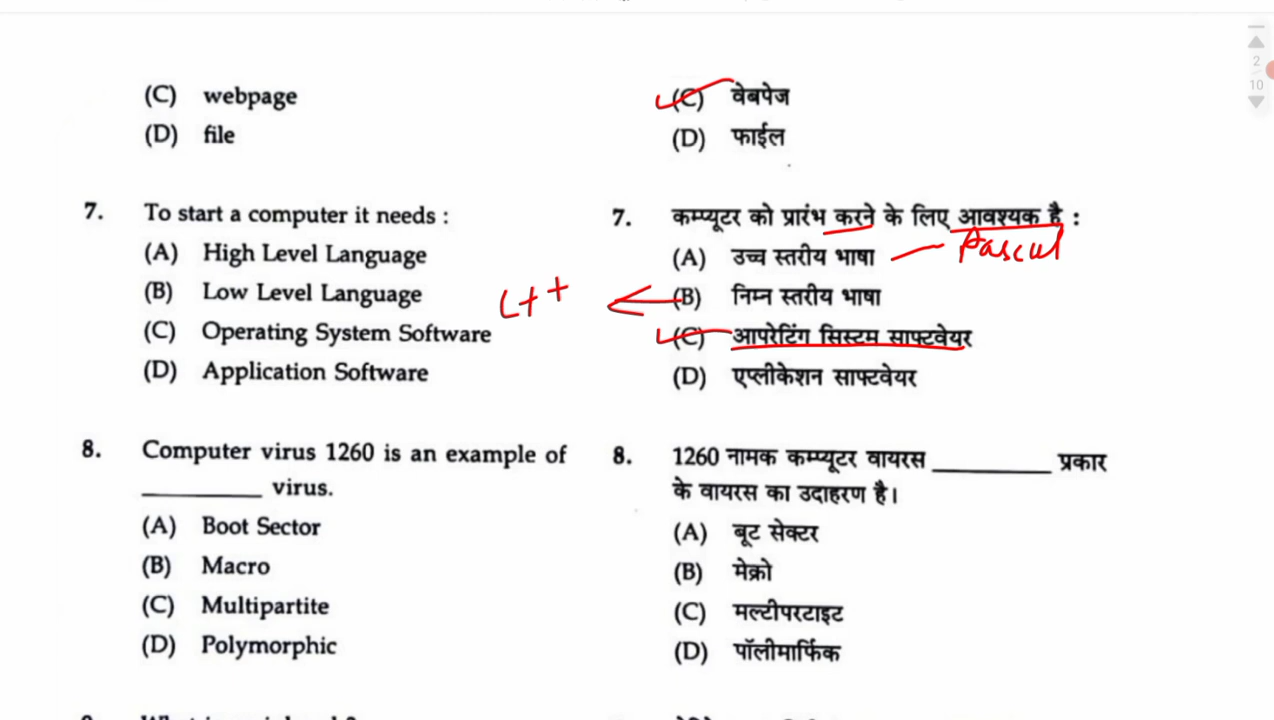 (C) webpage
(D) file
7. To start a computer it needs :
(A) High Level Language
(B) Low Level Language
(C) Operating System Software
(D) Application Software
8. Computer virus 1260 is an example of
__________ virus.
(A) Boot Sector
(B) Macro
(C) Multipartite
(D) Polymorphic
(C) वेबपेज
(D) फाईल
7. कम्प्यूटर को प्रारंभ करने के लिए आवश्यक है :
(A) उच्च स्तरीय भाषा
Pascal
(B) निम्न स्तरीय भाषा
C++
(C) आपरेटिंग सिस्टम साफ्टवेयर
(D) एप्लीकेशन साफ्टवेयर
8. 1260 नामक कम्प्यूटर वायरस __________ प्रकार
के वायरस का उदाहरण है।
(A) बूट सेक्टर
(B) मेक्रो
(C) मल्टीपरटाइट
(D) पॉलीमार्फिक
2
10